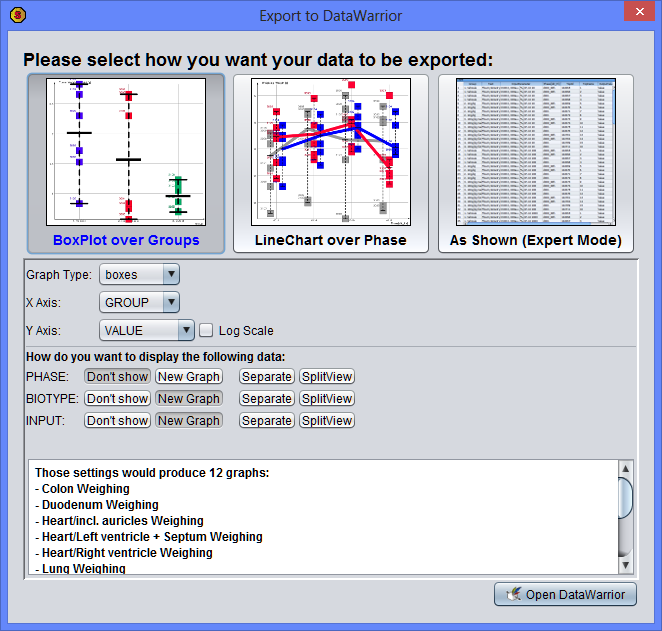 Export to DataWarrior
Please select how you want your data to be exported:
BoxPlot over Groups
LineChart over Phase
As Shown (Expert Mode)
Graph Type: boxes
X Axis: GROUP
Y Axis: VALUE Log Scale
How do you want to display the following data:
PHASE: Don't show New Graph Separate SplitView
BIOTYPE: Don't show New Graph Separate SplitView
INPUT: Don't show New Graph Separate SplitView
Those settings would produce 12 graphs:
- Colon Weighing
- Duodenum Weighing
- Heart/incl. auricles Weighing
- Heart/Left ventricle + Septum Weighing
- Heart/Right ventricle Weighing
- Lung Weighing
Open DataWarrior